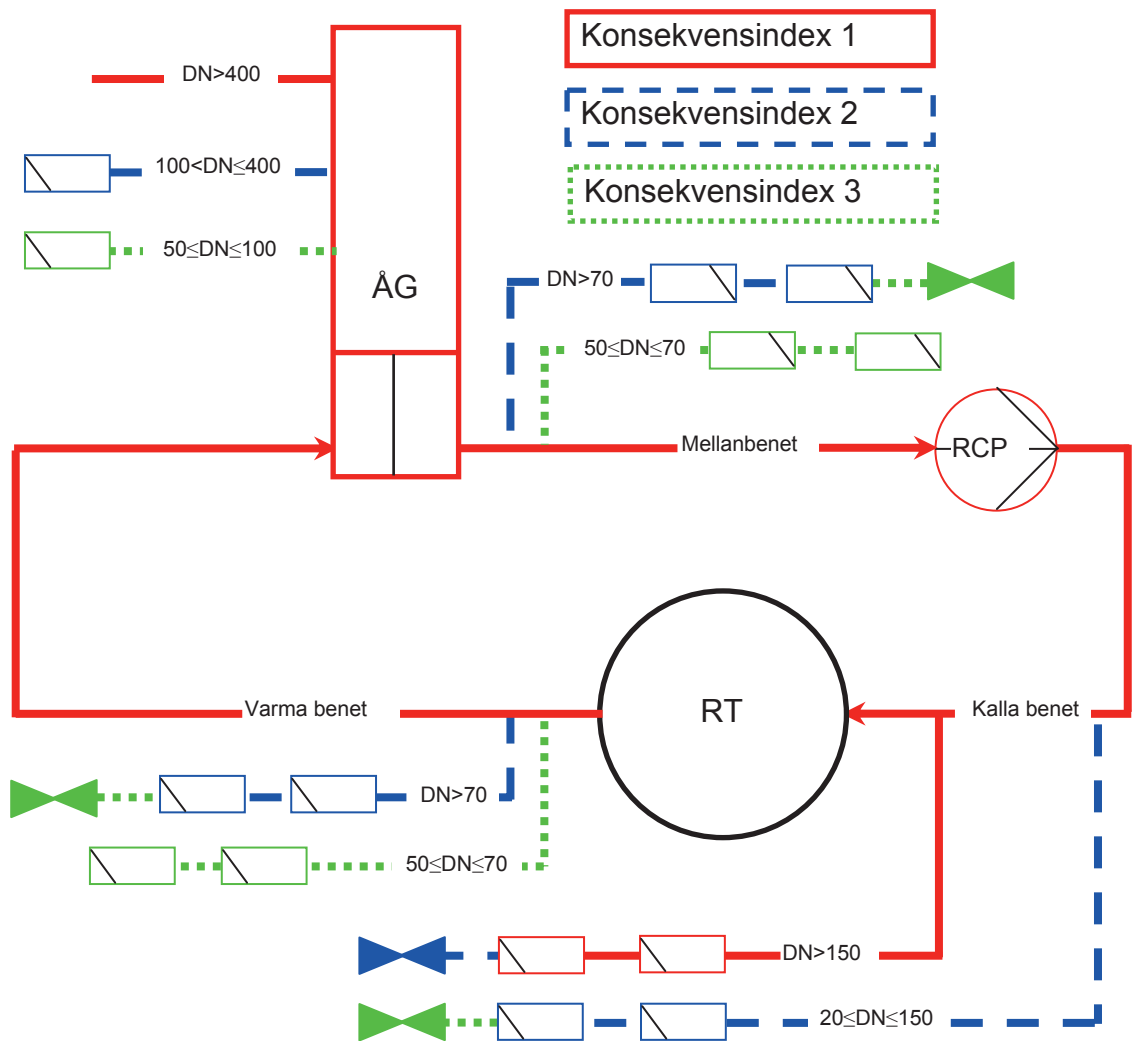 Konsekvensindex 1
DN>400
Konsekvensindex 2
100<DN≤400
Konsekvensindex 3
50≤DN≤100
DN>70
ÅG
50≤DN≤70
Mellanbenet
RCP
Varma benet
RT
Kalla benet
DN>70
50≤DN≤70
DN>150
20≤DN≤150